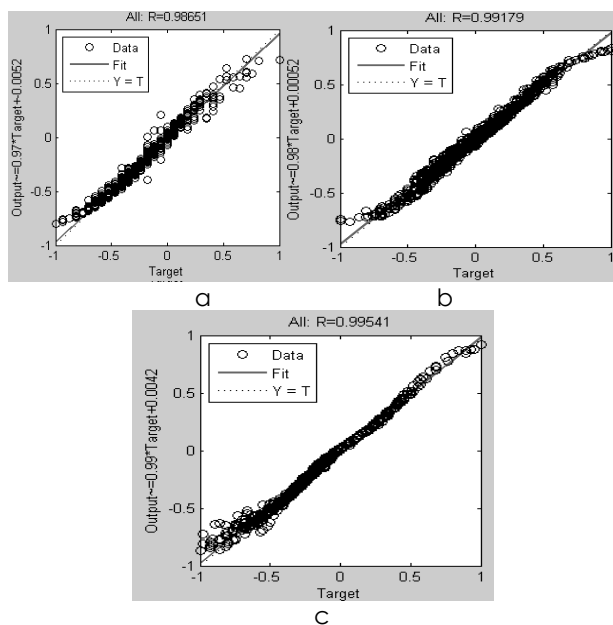 All: R=0.98651
Data
Fit
Y = T
Output~=0.97*Target+-0.0052
1
0.5
0
-0.5
-1
-1 -0.5 0 0.5 1
Target
a
All: R=0.99179
Data
Fit
Y = T
Output~=0.98*Target+0.00052
1
0.5
0
-0.5
-1
-1 -0.5 0 0.5 1
Target
b
All: R=0.99541
Data
Fit
Y = T
Output~=0.99*Target+0.0042
1
0.5
0
-0.5
-1
-1 -0.5 0 0.5 1
Target
c